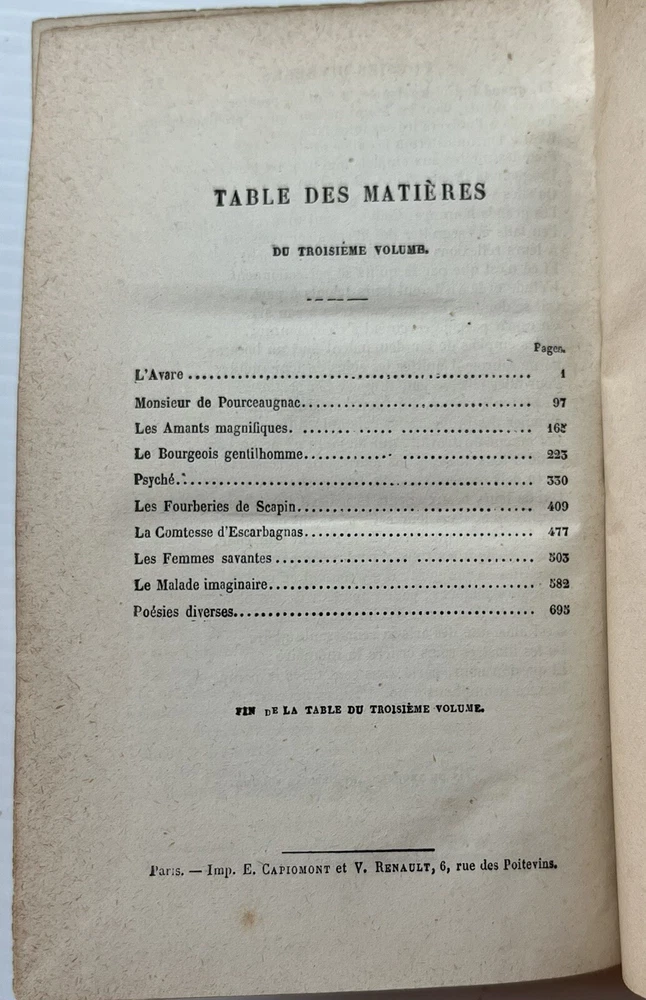 TABLE DES MATIÈRES
DU TROISIÈME VOLUME.
Pages.
L'Avare ........................................ 1
Monsieur de Pourceaugnac........................ 97
Les Amants magnifiques. ........................ 165
Le Bourgeois gentilhomme........................ 223
Psyché.......................................... 330
Les Fourberies de Scapin........................ 409
La Comtesse d'Escarbagnas....................... 477
Les Femmes savantes ............................ 503
Le Malade imaginaire............................ 582
Poésies diverses................................ 695
FIN DE LA TABLE DU TROISIÈME VOLUME.
Paris. — Imp. E. CAPIOMONT et V. RENAULT, 6, rue des Poitevins.